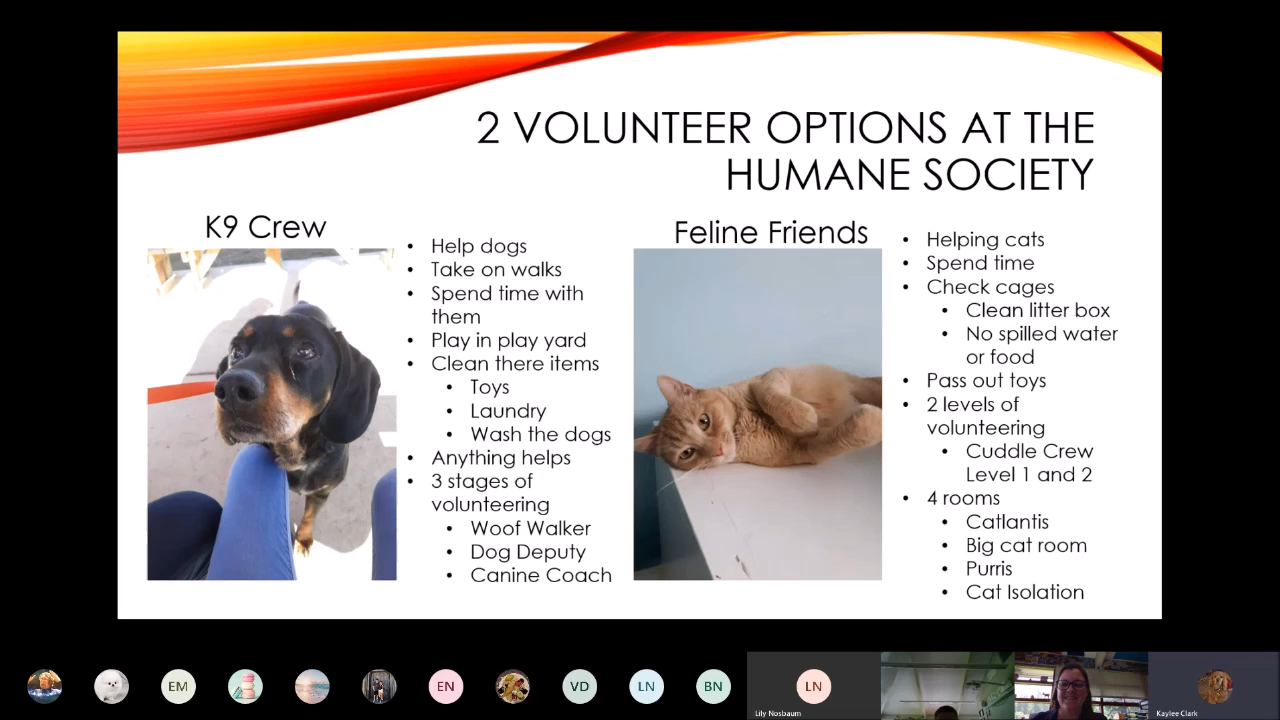 2 VOLUNTEER OPTIONS AT THE
HUMANE SOCIETY
K9 Crew
• Help dogs
• Take on walks
• Spend time with
them
• Play in play yard
• Clean there items
• Toys
• Laundry
• Wash the dogs
• Anything helps
• 3 stages of
volunteering
• Woof Walker
• Dog Deputy
• Canine Coach
Feline Friends
• Helping cats
• Spend time
• Check cages
• Clean litter box
• No spilled water
or food
• Pass out toys
• 2 levels of
volunteering
• Cuddle Crew
Level 1 and 2
• 4 rooms
• Catlantis
• Big cat room
• Purris
• Cat Isolation
EM
EN
VD
LN
BN
LN
Lily Nosbaum
Kaylee Clark